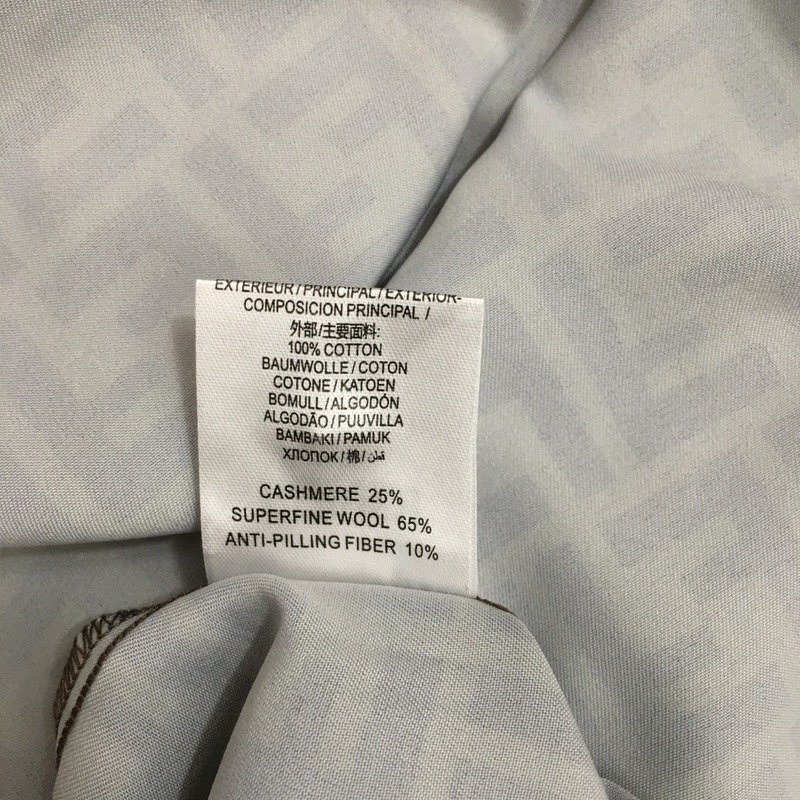 EXTERIEUR/PRINCIPAL/EXTERIOR-
COMPOSICION PRINCIPAL /
外部/主要面料:
100% COTTON
BAUMWOLLE/COTON
COTONE/KATOEN
BOMULL/ALGODÓN
ALGODÃO/PUUVILLA
BAMBAKI/PAMUK
ХЛОПОК/棉/قطن
CASHMERE 25%
SUPERFINE WOOL 65%
ANTI-PILLING FIBER 10%